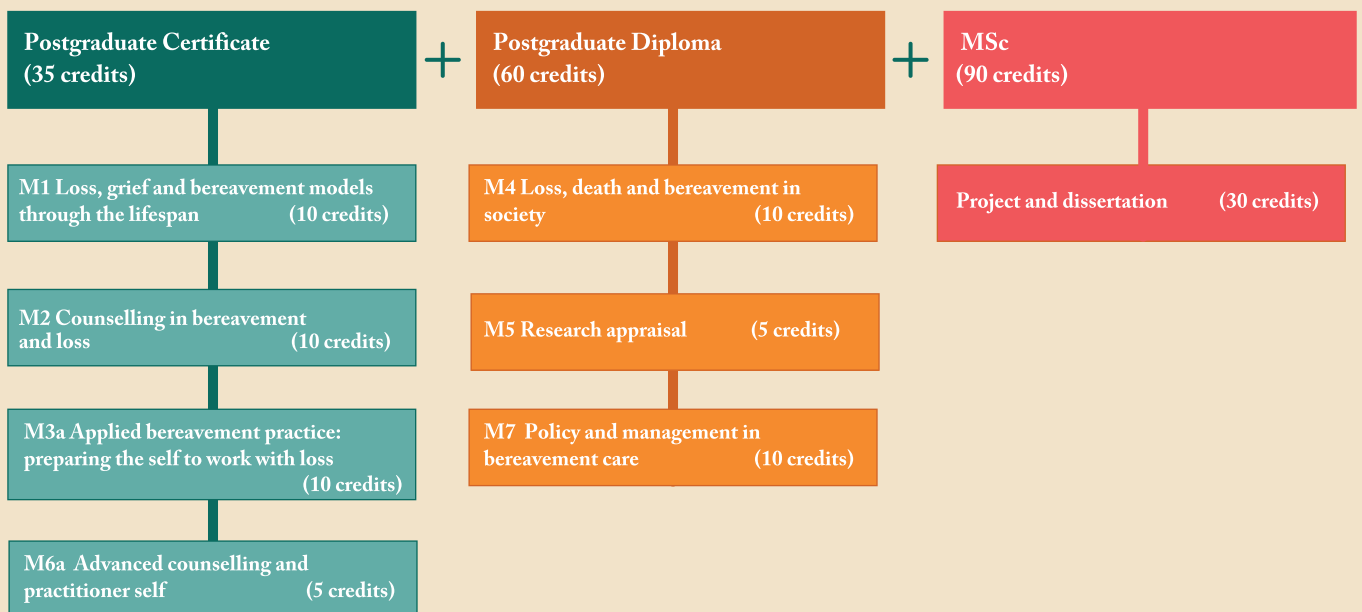 Postgraduate Certificate
(35 credits)
+
Postgraduate Diploma
(60 credits)
+
MSc
(90 credits)
M1 Loss, grief and bereavement models
through the lifespan (10 credits)
M2 Counselling in bereavement
and loss (10 credits)
M3a Applied bereavement practice:
preparing the self to work with loss
(10 credits)
M6a Advanced counselling and
practitioner self (5 credits)
M4 Loss, death and bereavement in
society (10 credits)
M5 Research appraisal (5 credits)
M7 Policy and management in
bereavement care (10 credits)
Project and dissertation (30 credits)